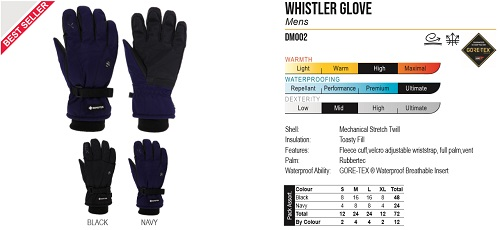 BEST SELLER
WHISTLER GLOVE
Mens
DM002
GORE-TEX
WARMTH
Light Warm High Maximal
WATERPROOFING
Repellant Performance Premium Ultimate
DEXTERITY
Low Mid High Ultimate
Shell: Mechanical Stretch Twill
Insulation: Toasty Fill
Features: Fleece cuff,velcro adjustable wriststrap, full palm,vent
Palm: Rubbertec
Waterproof Ability: GORE-TEX ® Waterproof Breathable Insert
Pack Assort.
Colour S M L XL Total
Black 8 16 16 8 48
Navy 4 8 8 4 24
Total 12 24 24 12 72
By Colour 2 4 4 2 12
BLACK NAVY